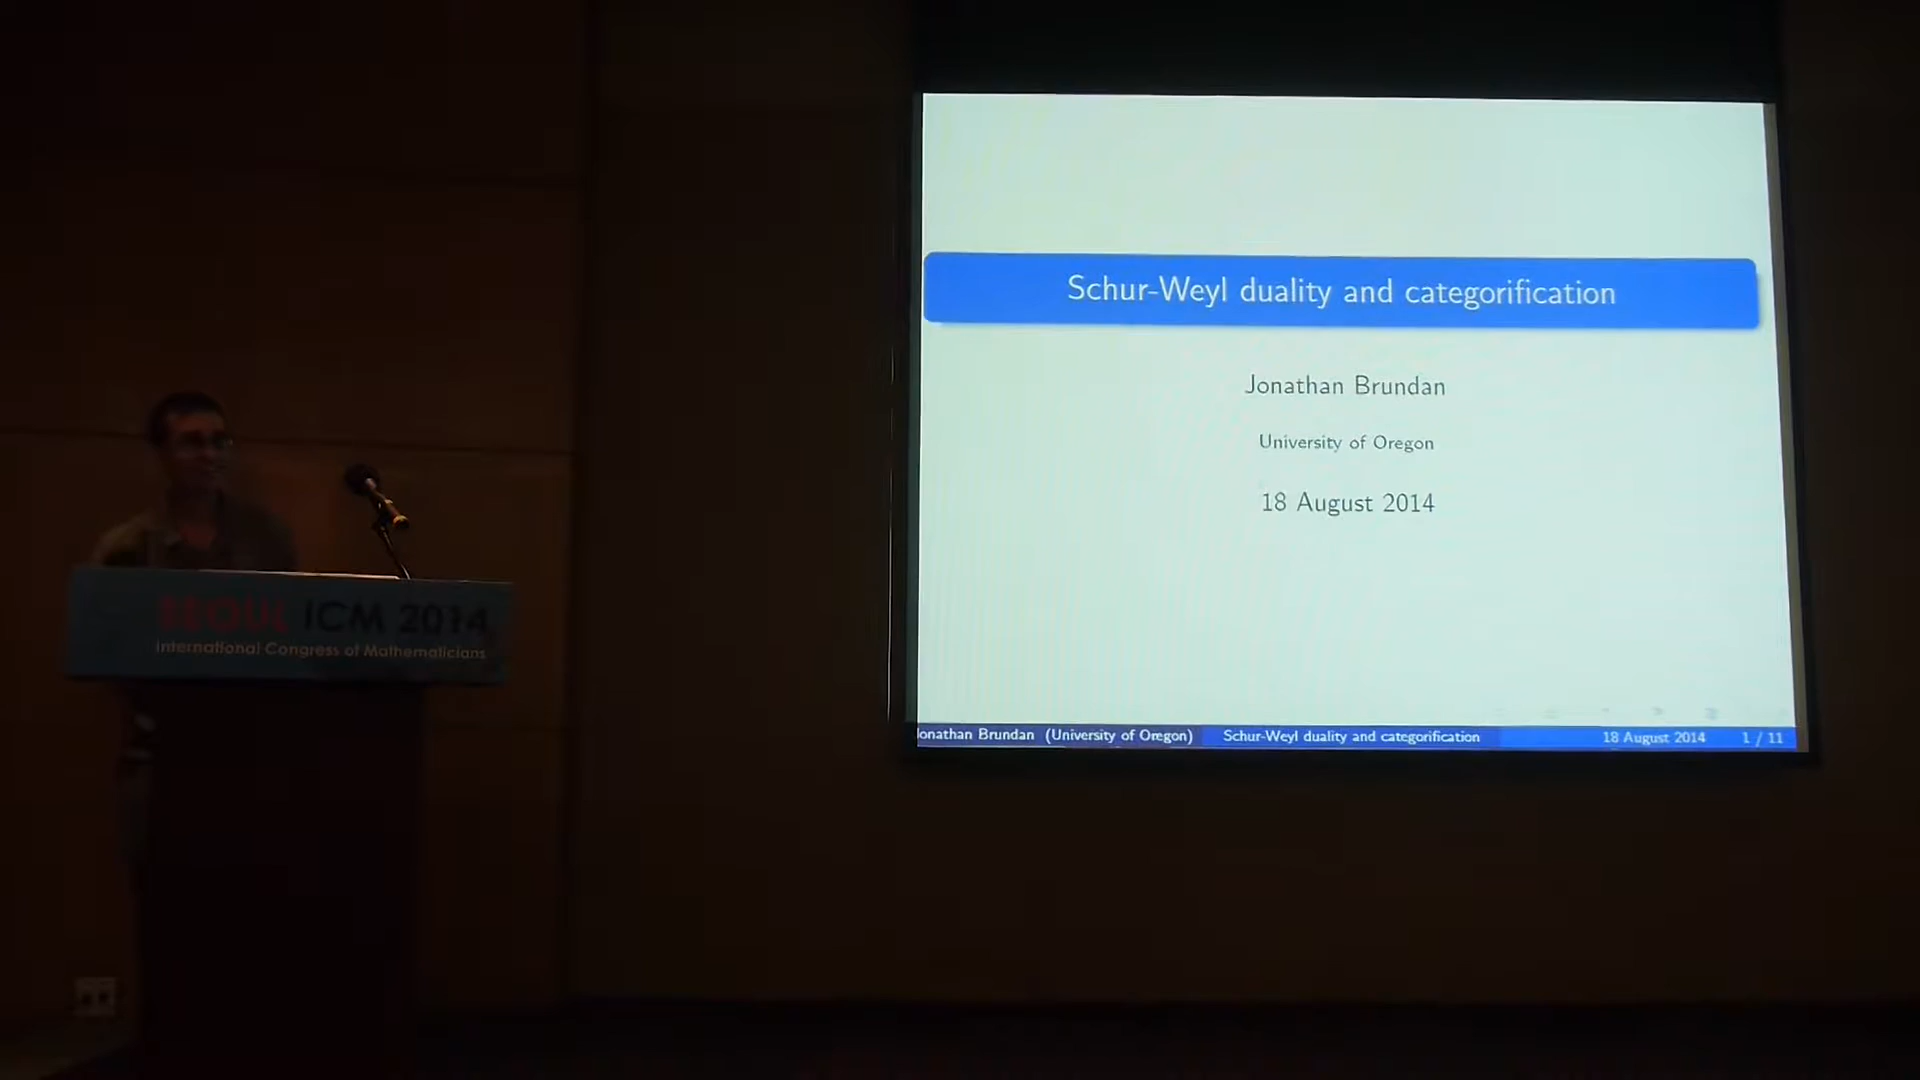 Schur-Weyl duality and categorification
Jonathan Brundan
University of Oregon
18 August 2014
Jonathan Brundan (University of Oregon) Schur-Weyl duality and categorification 18 August 2014 1 / 11
SEOUL ICM 2014
International Congress of Mathematicians